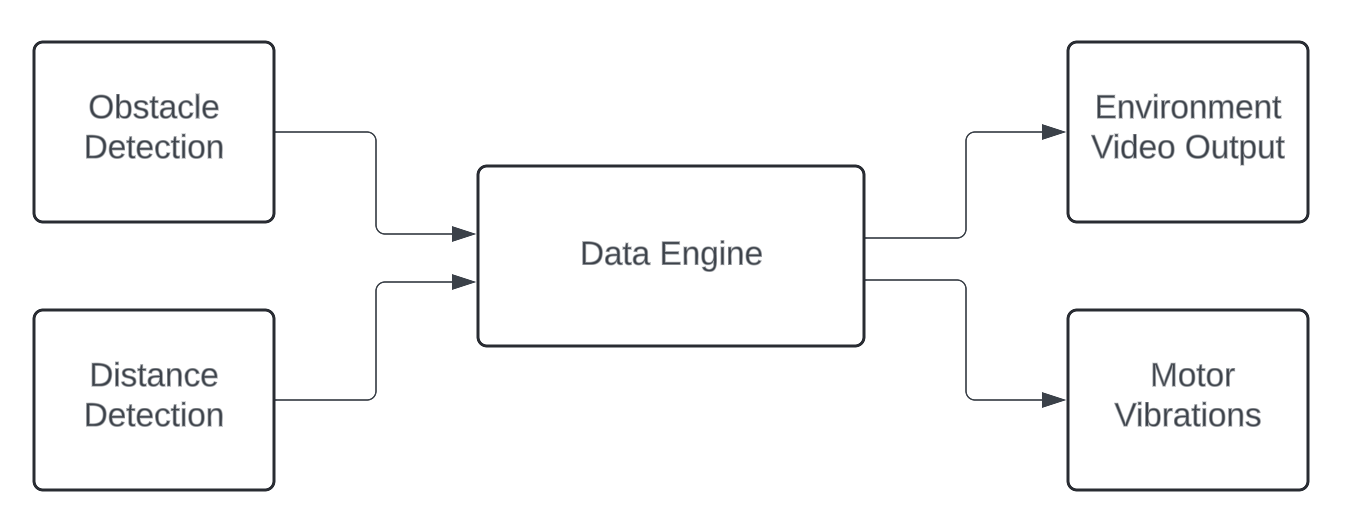 Obstacle
Detection
Distance
Detection
Data Engine
Environment
Video Output
Motor
Vibrations